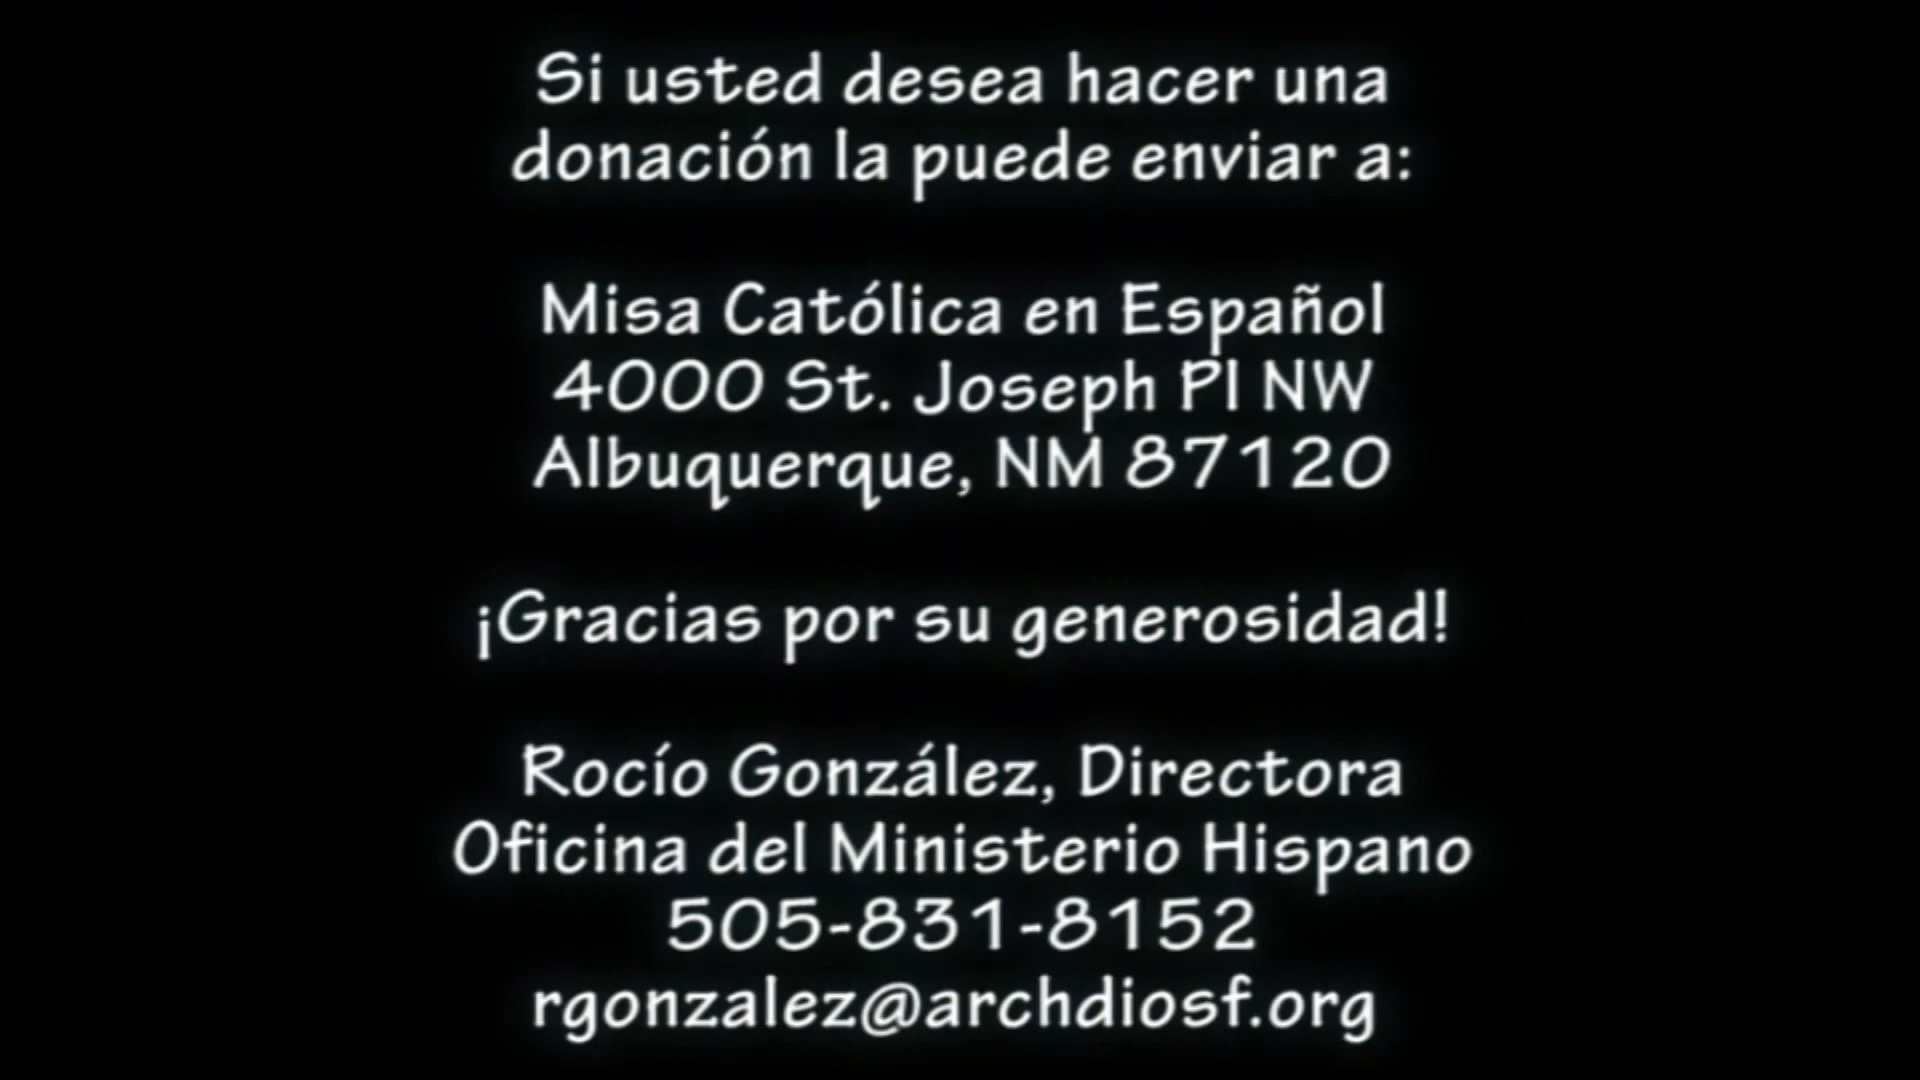 Si usted desea hacer una
donación la puede enviar a:
Misa Católica en Español
4000 St. Joseph Pl NW
Albuquerque, NM 87120
¡Gracias por su generosidad!
Rocío González, Directora
Oficina del Ministerio Hispano
505-831-8152
rgonzalez@archdiosf.org